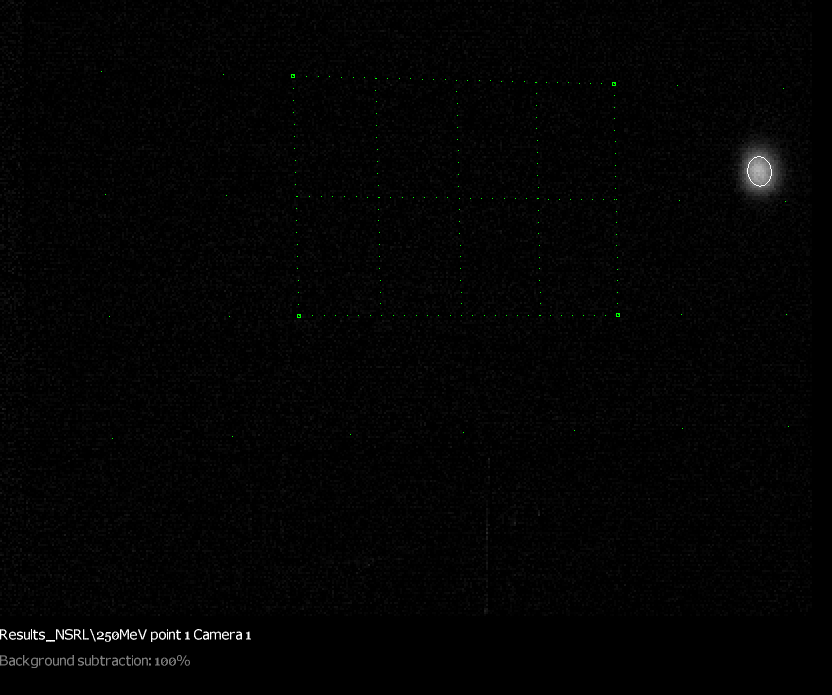 Results_NSRL\250MeV point 1 Camera 1
Background subtraction: 100%